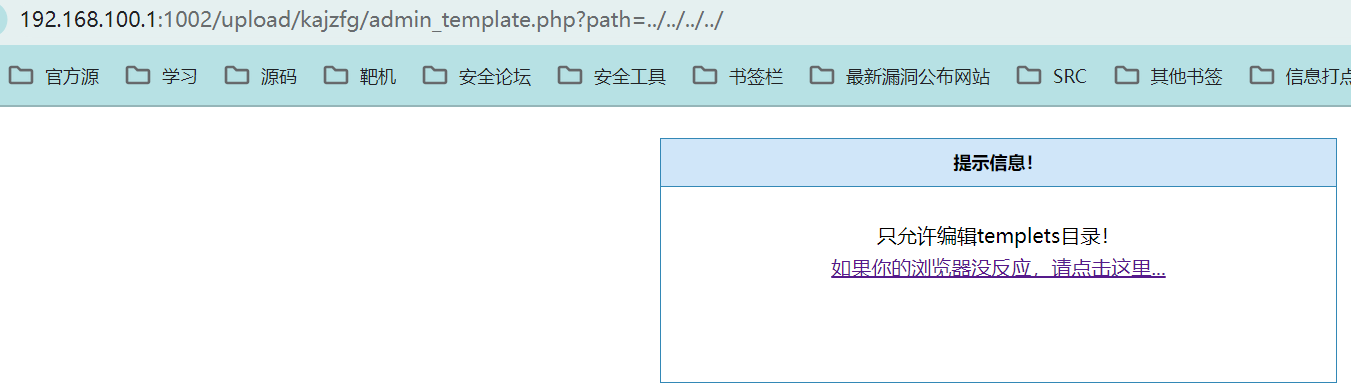 192.168.100.1:1002/upload/kajzfg/admin_template.php?path=../../../../
官方源 学习 源码 靶机 安全论坛 安全工具 书签栏 最新漏洞公布网站 SRC 其他书签 信息打点
提示信息！
只允许编辑templets目录！
如果你的浏览器没反应，请点击这里...